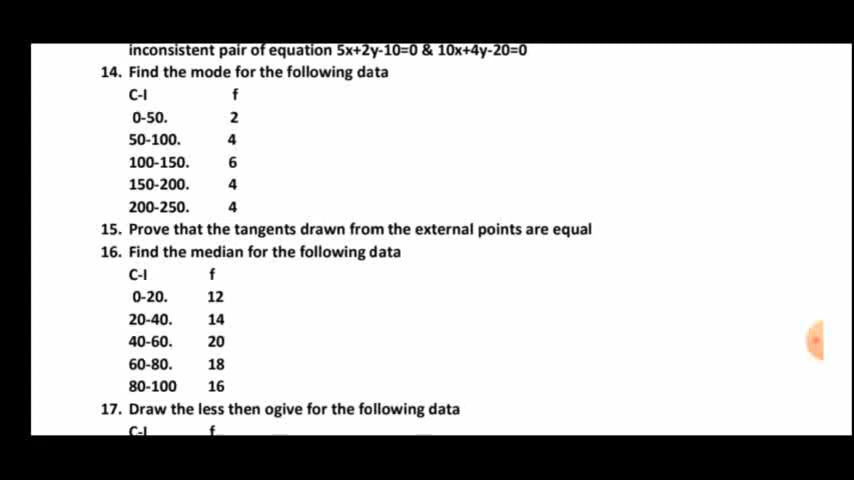 inconsistent pair of equation 5x+2y-10=0 & 10x+4y-20=0
14. Find the mode for the following data
C-I f
0-50. 2
50-100. 4
100-150. 6
150-200. 4
200-250. 4
15. Prove that the tangents drawn from the external points are equal
16. Find the median for the following data
C-I f
0-20. 12
20-40. 14
40-60. 20
60-80. 18
80-100 16
17. Draw the less then ogive for the following data
C-I f